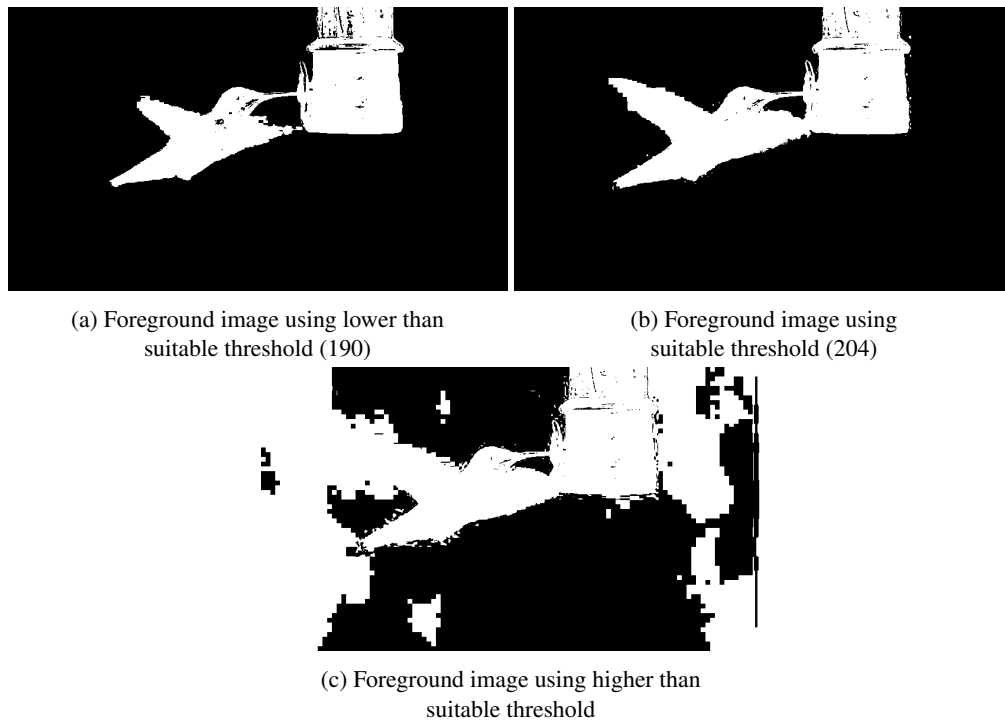 (a) Foreground image using lower than
suitable threshold (190)
(b) Foreground image using
suitable threshold (204)
(c) Foreground image using higher than
suitable threshold